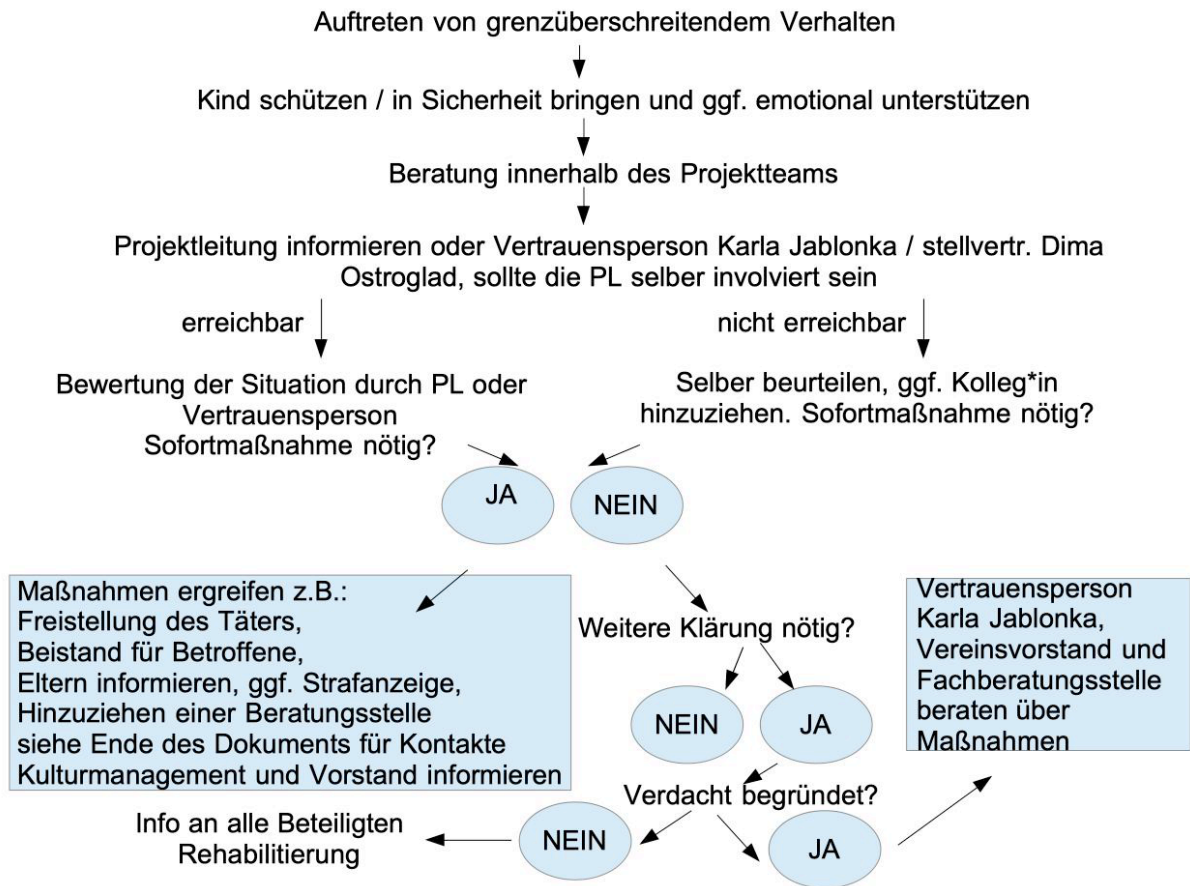 Auftreten von grenzüberschreitendem Verhalten
Kind schützen / in Sicherheit bringen und ggf. emotional unterstützen
Beratung innerhalb des Projektteams
Projektleitung informieren oder Vertrauensperson Karla Jablonka / stellvertr. Dima
Ostroglad, sollte die PL selber involviert sein
erreichbar
nicht erreichbar
Bewertung der Situation durch PL oder
Vertrauensperson
Sofortmaßnahme nötig?
Selber beurteilen, ggf. Kolleg*in
hinzuziehen. Sofortmaßnahme nötig?
JA
NEIN
Maßnahmen ergreifen z.B.:
Freistellung des Täters,
Beistand für Betroffene,
Eltern informieren, ggf. Strafanzeige,
Hinzuziehen einer Beratungsstelle
siehe Ende des Dokuments für Kontakte
Kulturmanagement und Vorstand informieren
Weitere Klärung nötig?
NEIN
JA
Vertrauensperson
Karla Jablonka,
Vereinsvorstand und
Fachberatungsstelle
beraten über
Maßnahmen
Verdacht begründet?
NEIN
JA
Info an alle Beteiligten
Rehabilitierung